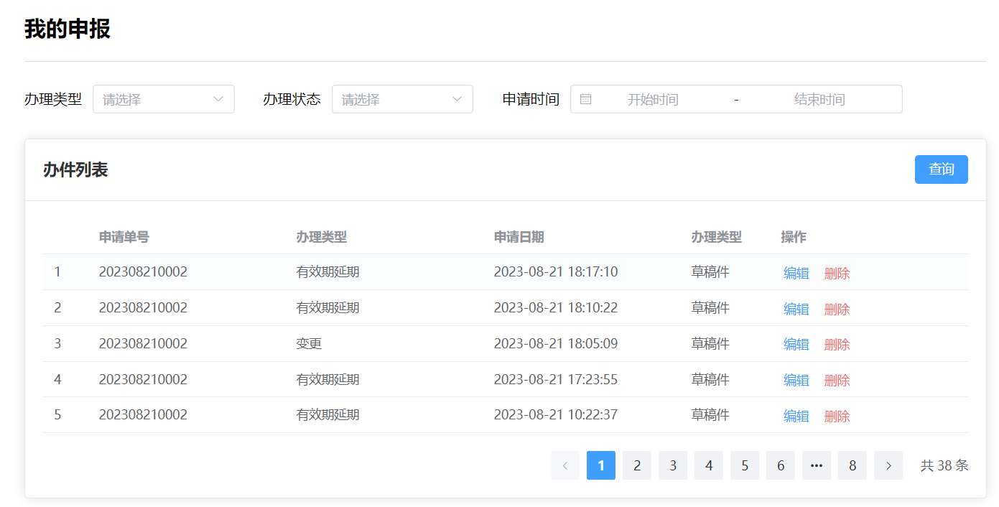 我的申报
办理类型 请选择 办理状态 请选择 申请时间 开始时间 - 结束时间
办件列表 查询
申请单号 办理类型 申请日期 办理类型 操作
1 202308210002 有效期延期 2023-08-21 18:17:10 草稿件 编辑 删除
2 202308210002 有效期延期 2023-08-21 18:10:22 草稿件 编辑 删除
3 202308210002 变更 2023-08-21 18:05:09 草稿件 编辑 删除
4 202308210002 有效期延期 2023-08-21 17:23:55 草稿件 编辑 删除
5 202308210002 有效期延期 2023-08-21 10:22:37 草稿件 编辑 删除
1 2 3 4 5 6 ••• 8 共 38 条